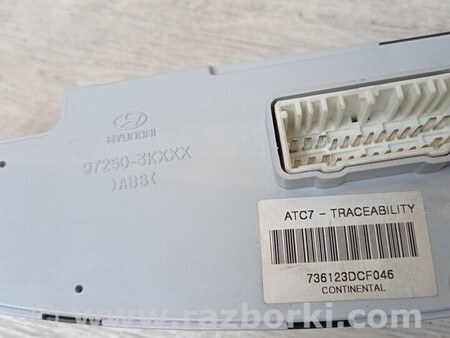 HYUNDAI
97250-3KXXX
>ABS<
ATC7 - TRACEABILITY
736123DCF046
CONTINENTAL
www.razborki.com